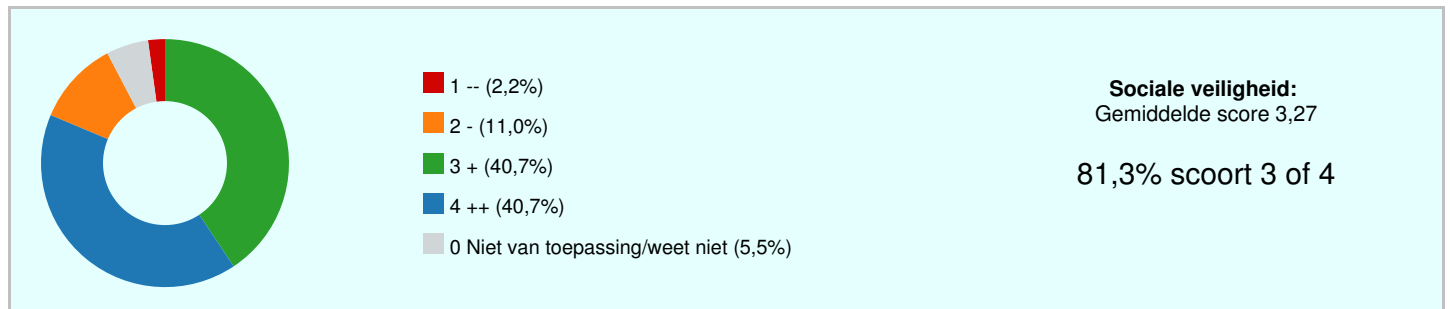 1 -- (2,2%)
2 - (11,0%)
3 + (40,7%)
4 ++ (40,7%)
0 Niet van toepassing/weet niet (5,5%)
Sociale veiligheid:
Gemiddelde score 3,27
81,3% scoort 3 of 4